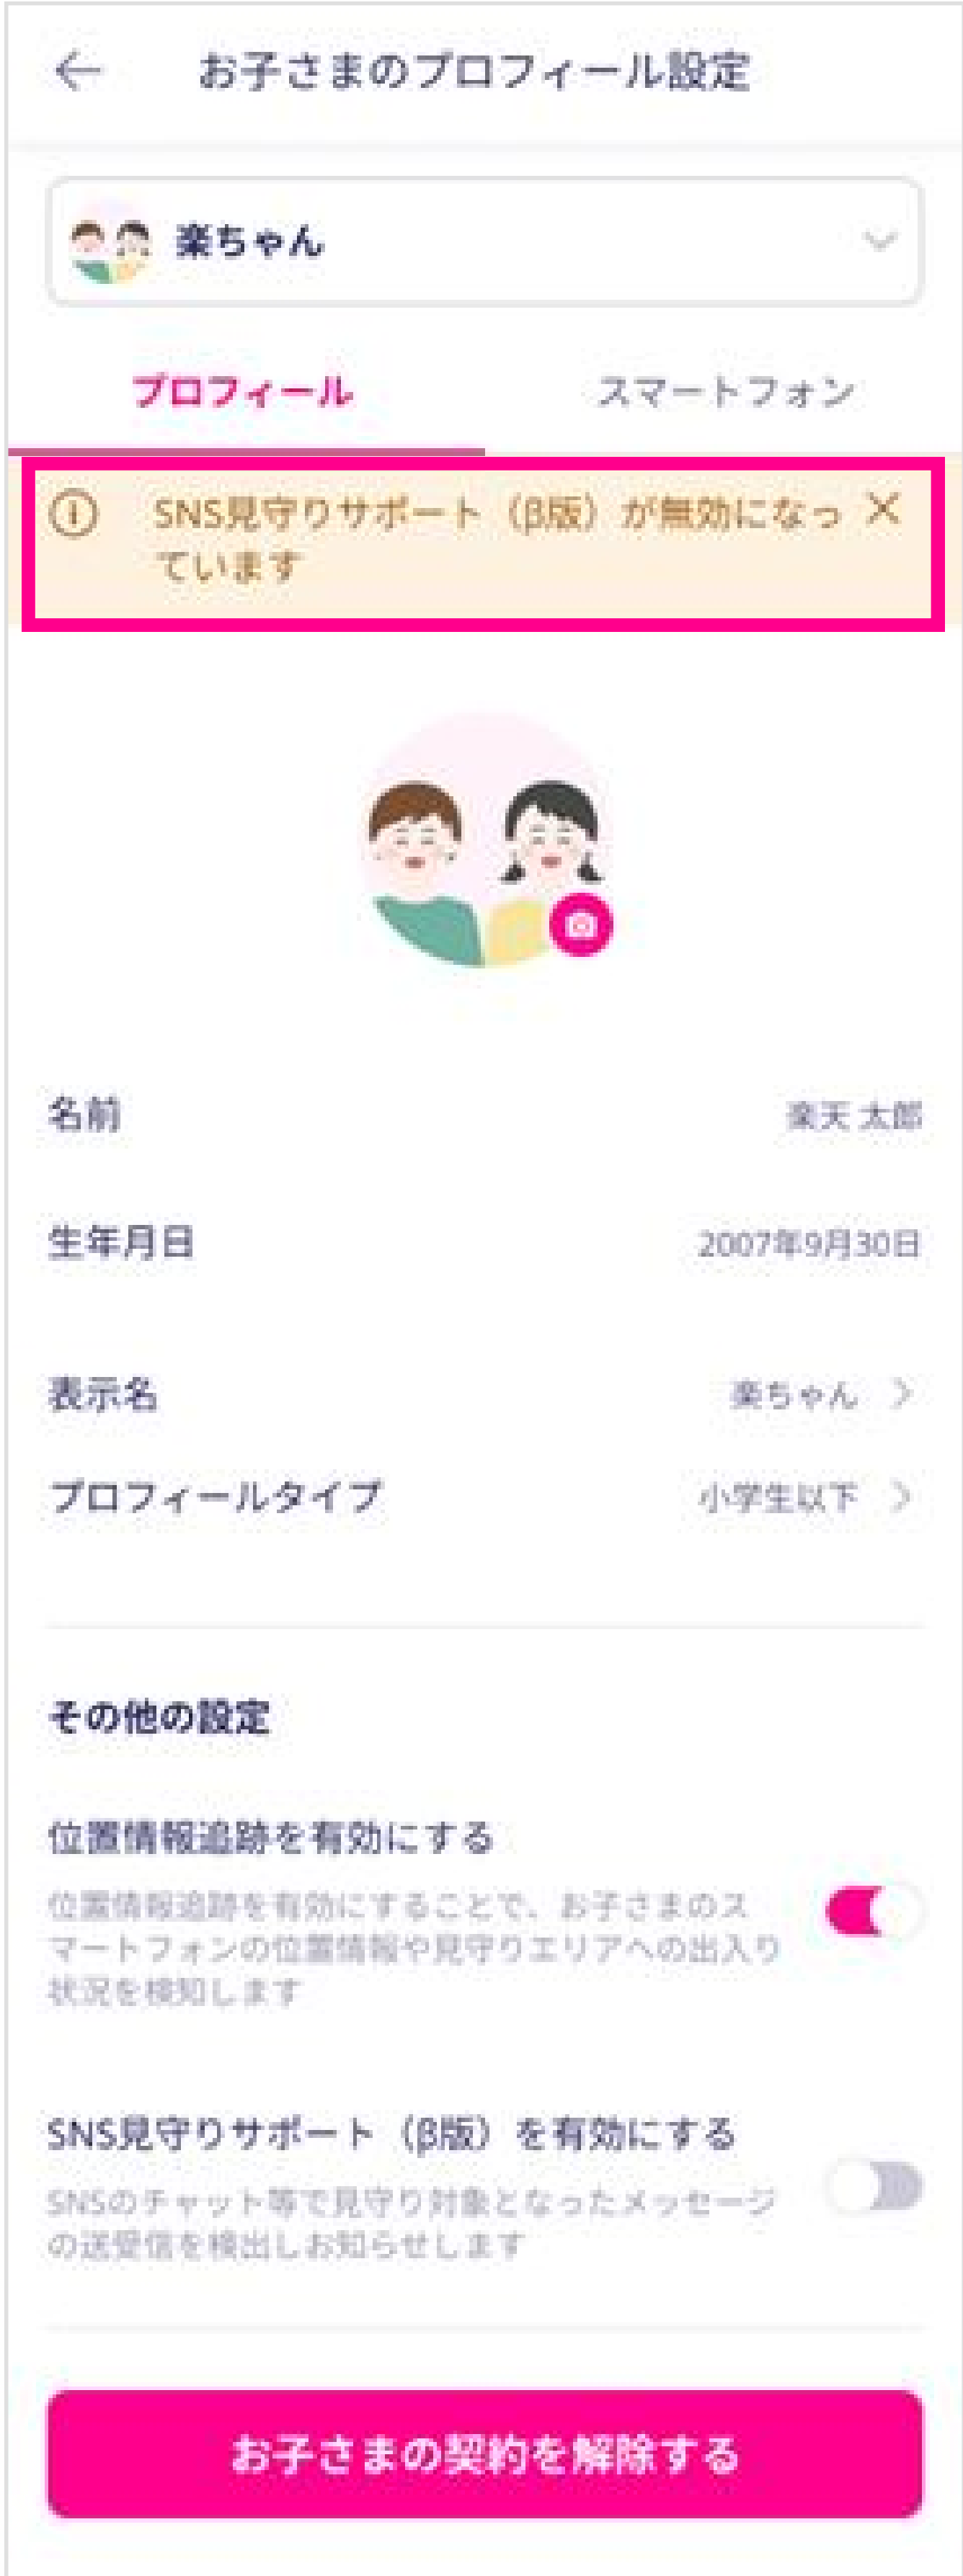 お子さまのプロフィール設定
楽ちゃん
プロフィール
スマートフォン
SNS見守りサポート（β版）が無効になっ
ています
名前
楽天 太郎
生年月日
2007年9月30日
表示名
楽ちゃん
プロフィールタイプ
小学生以下
その他の設定
位置情報追跡を有効にする
位置情報追跡を有効にすることで、お子さまのス
マートフォンの位置情報や見守りエリアへの出入り
状況を検知します
SNS見守りサポート（β版）を有効にする
SNSのチャット等で見守り対象となったメッセージ
の送受信を検出しお知らせします
お子さまの契約を解除する